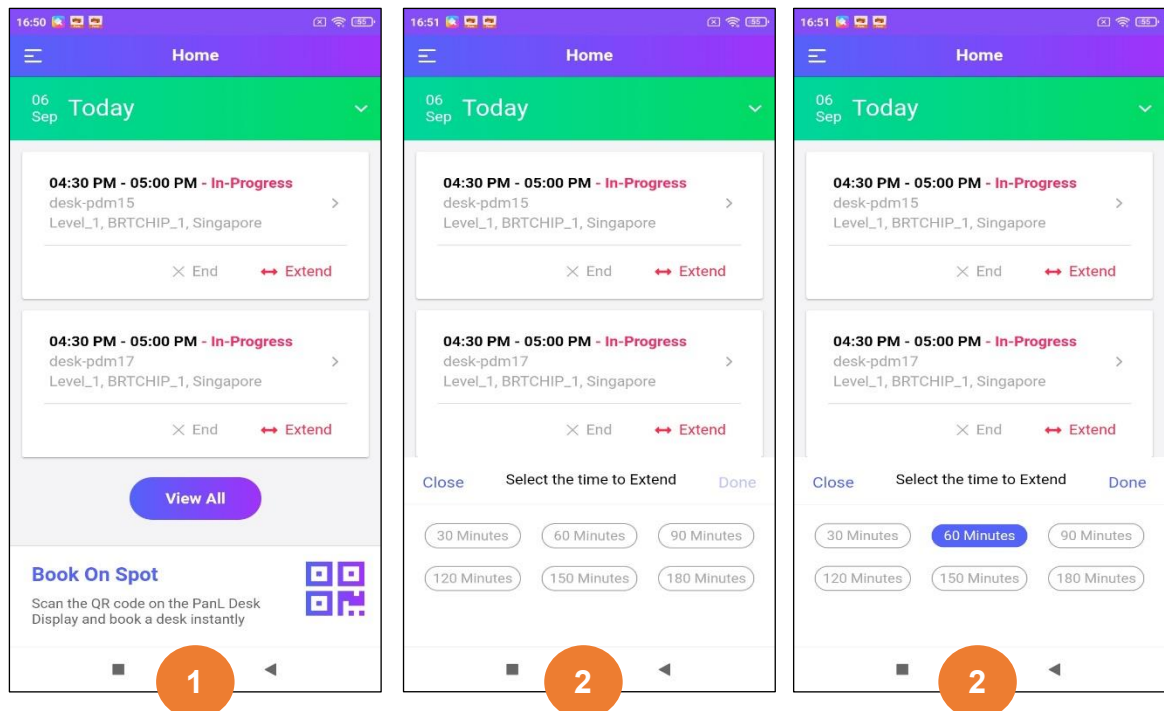 16:50
55
Home
06
Sep
Today
04:30 PM - 05:00 PM - In-Progress
desk-pdm15
Level_1, BRTCHIP_1, Singapore
End
Extend
04:30 PM - 05:00 PM - In-Progress
desk-pdm17
Level_1, BRTCHIP_1, Singapore
End
Extend
View All
Book On Spot
Scan the QR code on the PanL Desk
Display and book a desk instantly
1
16:51
55
Home
06
Sep
Today
04:30 PM - 05:00 PM - In-Progress
desk-pdm15
Level_1, BRTCHIP_1, Singapore
End
Extend
04:30 PM - 05:00 PM - In-Progress
desk-pdm17
Level_1, BRTCHIP_1, Singapore
End
Extend
Close Select the time to Extend Done
30 Minutes 60 Minutes 90 Minutes
120 Minutes 150 Minutes 180 Minutes
2
16:51
55
Home
06
Sep
Today
04:30 PM - 05:00 PM - In-Progress
desk-pdm15
Level_1, BRTCHIP_1, Singapore
End
Extend
04:30 PM - 05:00 PM - In-Progress
desk-pdm17
Level_1, BRTCHIP_1, Singapore
End
Extend
Close Select the time to Extend Done
30 Minutes 60 Minutes 90 Minutes
120 Minutes 150 Minutes 180 Minutes
2